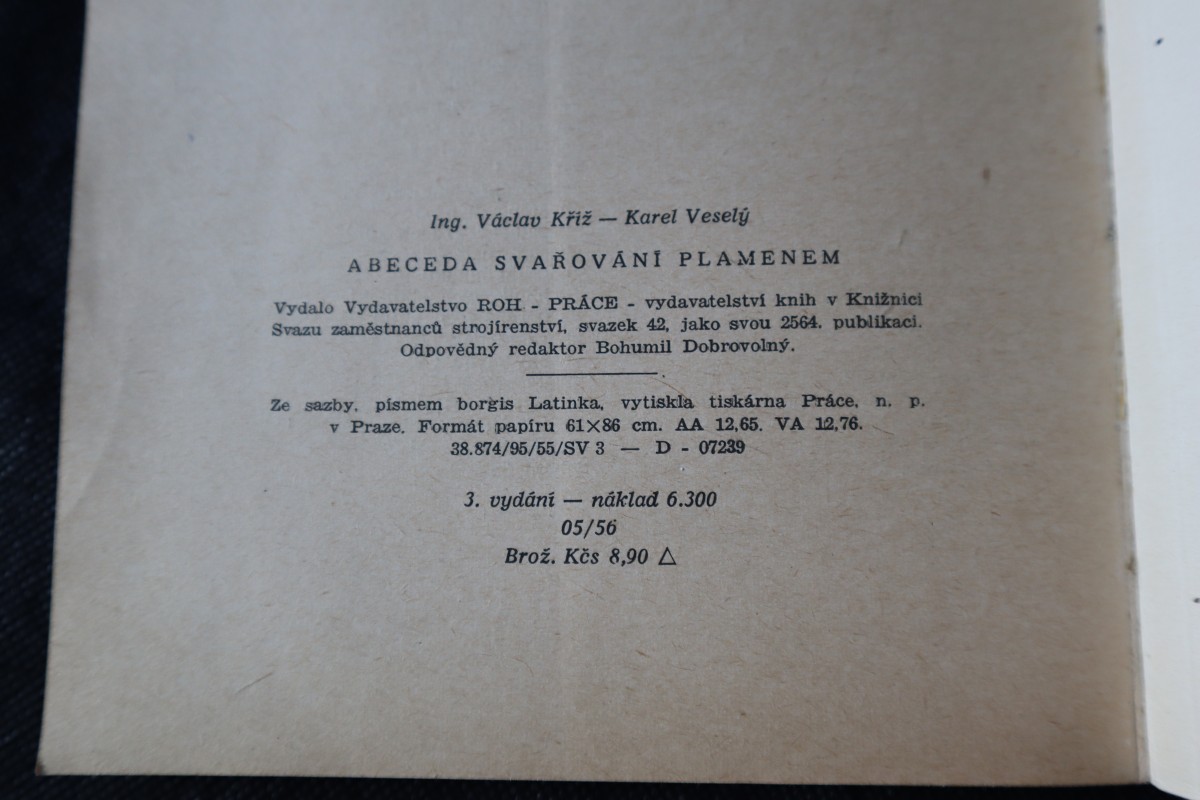 Ing. Václav Kříž — Karel Veselý
ABECEDA SVAŘOVÁNÍ PLAMENEM
Vydalo Vydavatelstvo ROH - PRÁCE - vydavatelství knih v Knižnici
Svazu zaměstnanců strojírenství, svazek 42, jako svou 2564. publikaci.
Odpovědný redaktor Bohumil Dobrovolný.
Ze sazby, písmem borgis Latinka, vytiskla tiskárna Práce, n. p.
v Praze. Formát papíru 61×86 cm. AA 12,65. VA 12,76.
38.874/95/55/SV 3 — D - 07239
3. vydání — náklad 6.300
05/56
Brož. Kčs 8,90 △